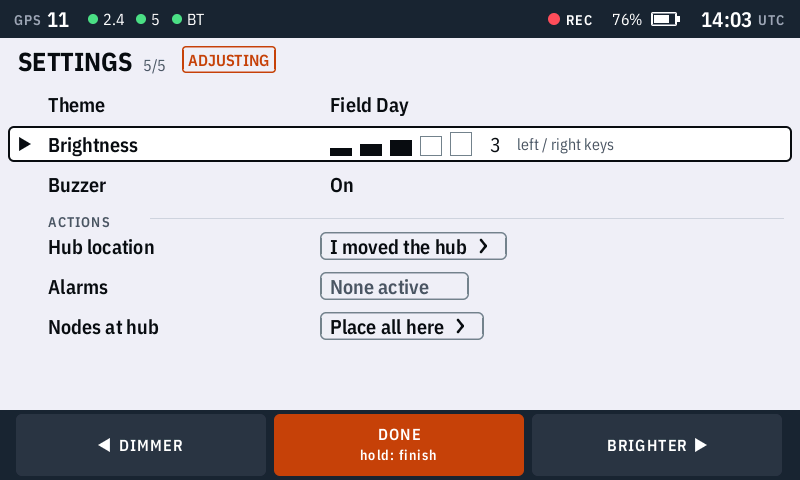 GPS 11 2.4 5 BT REC 76% 14:03 UTC
SETTINGS 5/5 ADJUSTING
Theme Field Day
Brightness 3 left / right keys
Buzzer On
ACTIONS
Hub location I moved the hub
Alarms None active
Nodes at hub Place all here
DIMMER
DONE
hold: finish
BRIGHTER